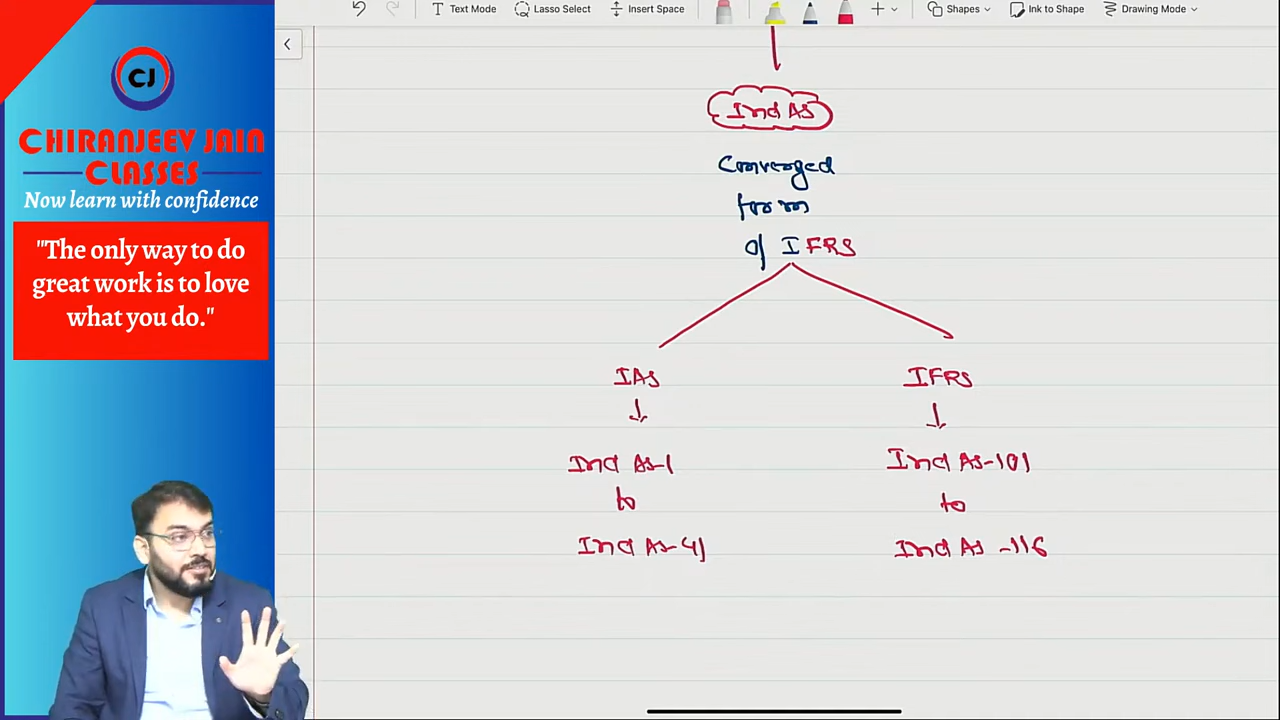 Text Mode
Lasso Select
Insert Space
Shapes
Ink to Shape
Drawing Mode
CJ
CHIRANJEEV JAIN
CLASSES
Now learn with confidence
"The only way to do
great work is to love
what you do."
Ind AS
Converged
form
of IFRS
IAS
IFRS
Ind AS-1
to
Ind AS-41
Ind AS-101
to
Ind AS -116